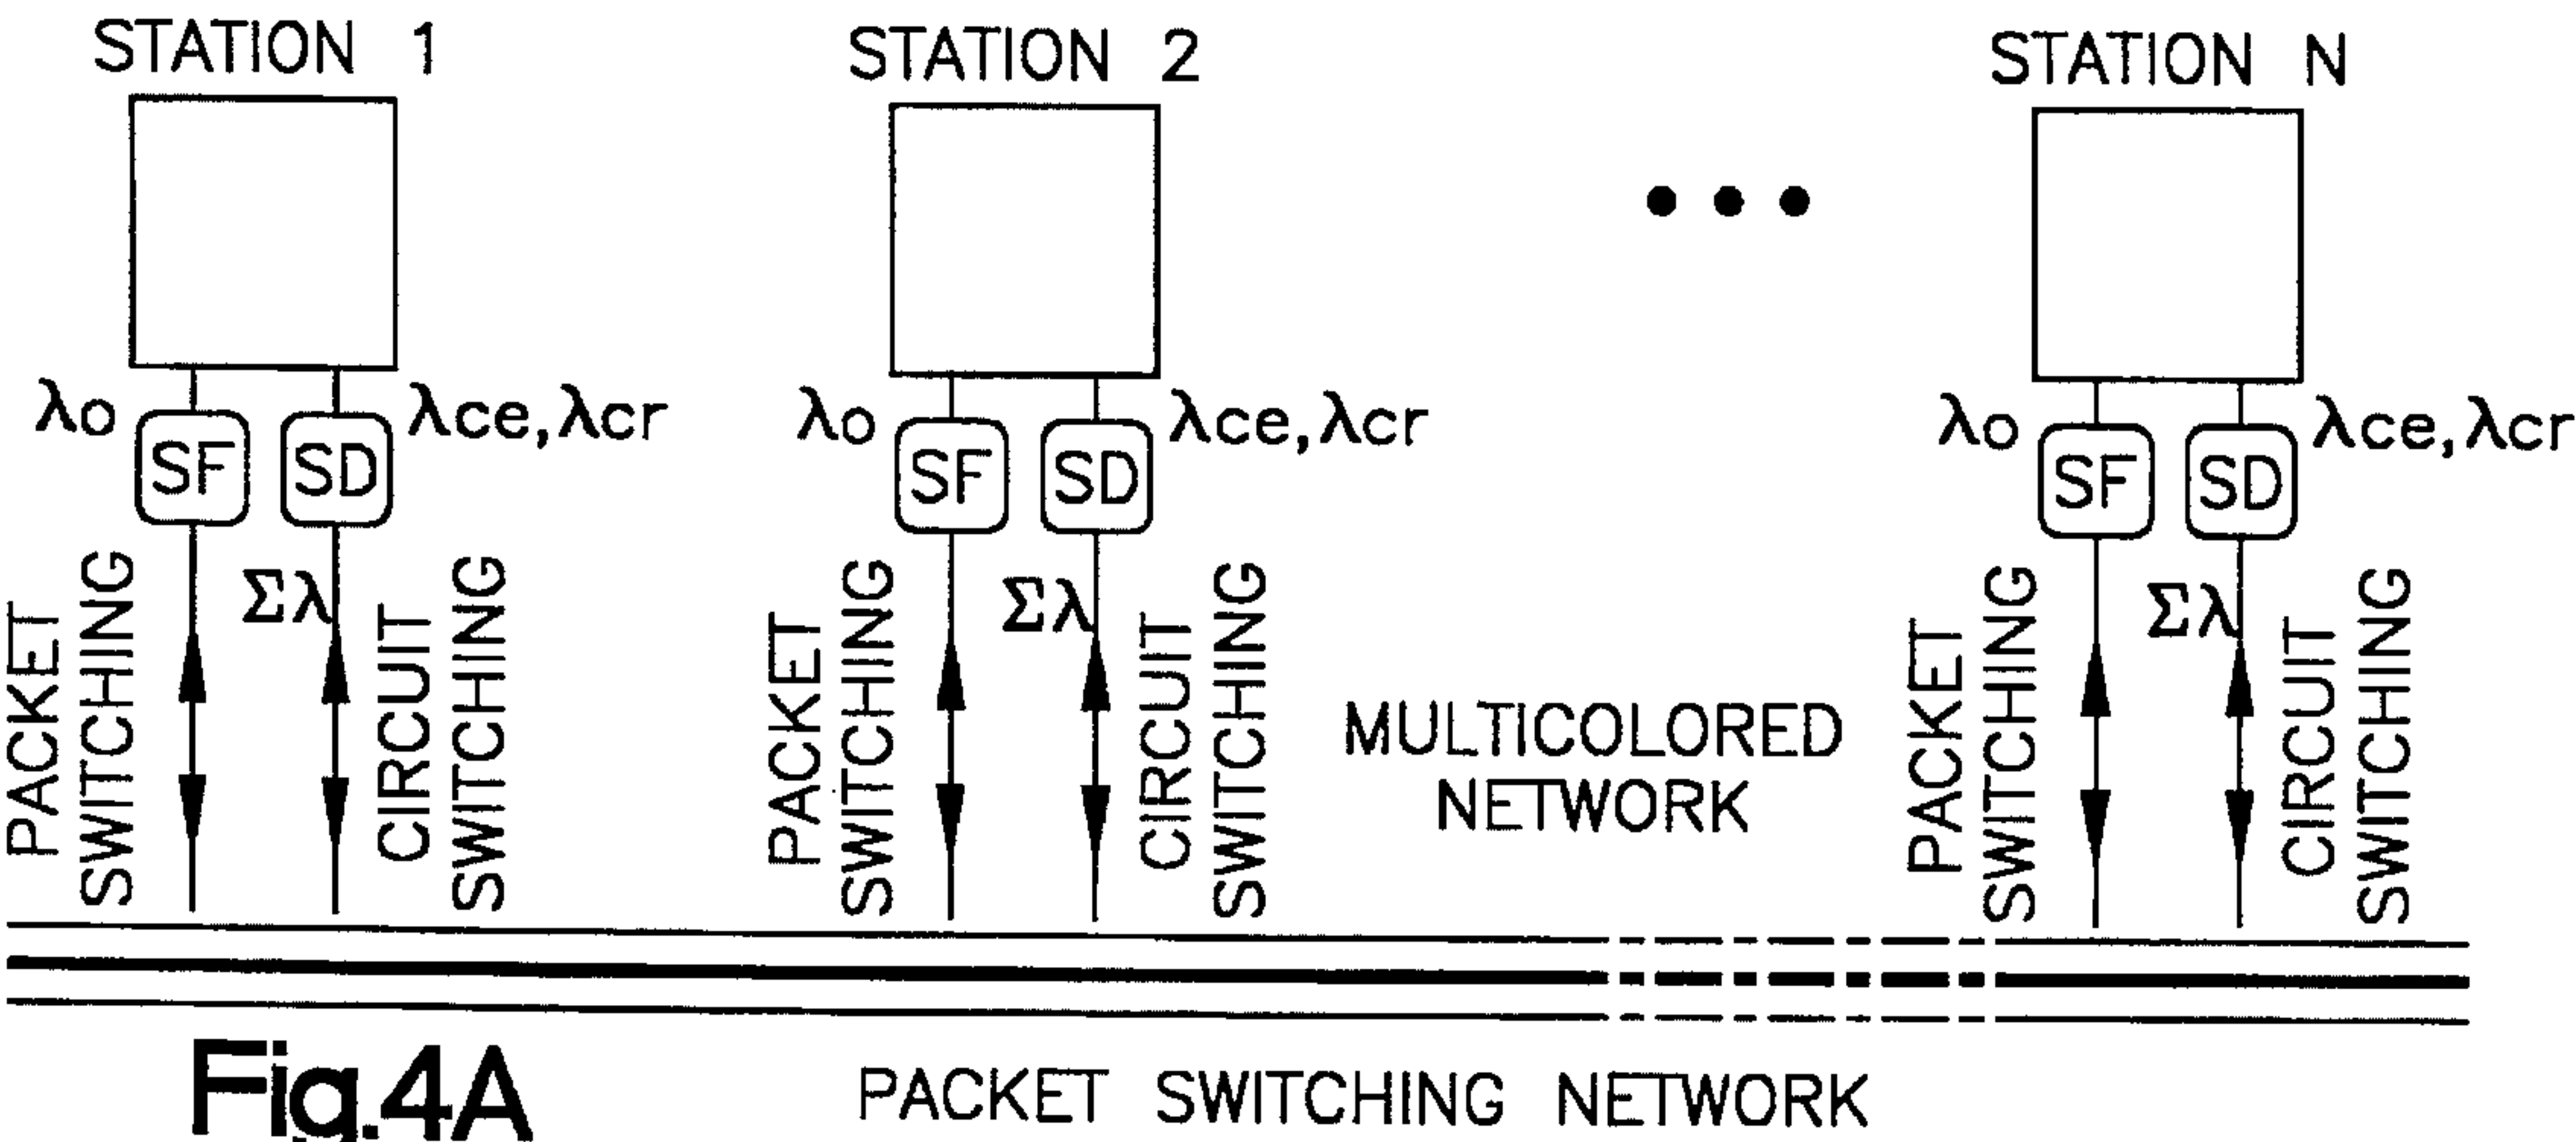 STATION 1
STATION 2
STATION N
λo
SF
SD
λce, λcr
λo
SF
SD
λce, λcr
λo
SF
SD
λce, λcr
PACKET
SWITCHING
Σλ
CIRCUIT
SWITCHING
PACKET
SWITCHING
Σλ
CIRCUIT
SWITCHING
MULTICOLORED
NETWORK
PACKET
SWITCHING
Σλ
CIRCUIT
SWITCHING
Fig.4A
PACKET SWITCHING NETWORK